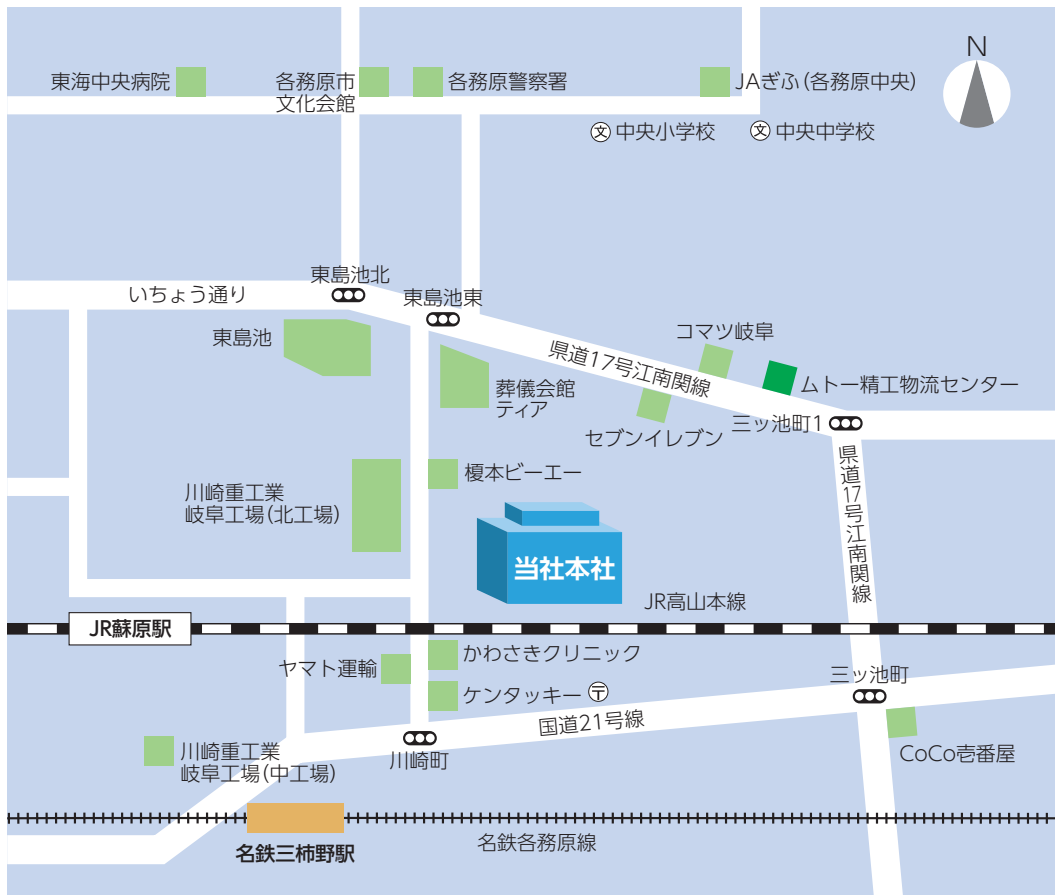 N
東海中央病院
各務原市
文化会館
各務原警察署
JAぎふ(各務原中央)
文 中央小学校
文 中央中学校
東島池北
いちょう通り
東島池東
東島池
コマツ岐阜
県道17号江南関線
ムトー精工物流センター
葬儀会館
ティア
セブンイレブン
三ッ池町1
県道17号江南関線
榎本ビーエー
川崎重工業
岐阜工場(北工場)
当社本社
JR高山本線
JR蘇原駅
かわさきクリニック
ヤマト運輸
三ッ池町
ケンタッキー 〒
国道21号線
川崎町
川崎重工業
岐阜工場(中工場)
CoCo壱番屋
名鉄各務原線
名鉄三柿野駅